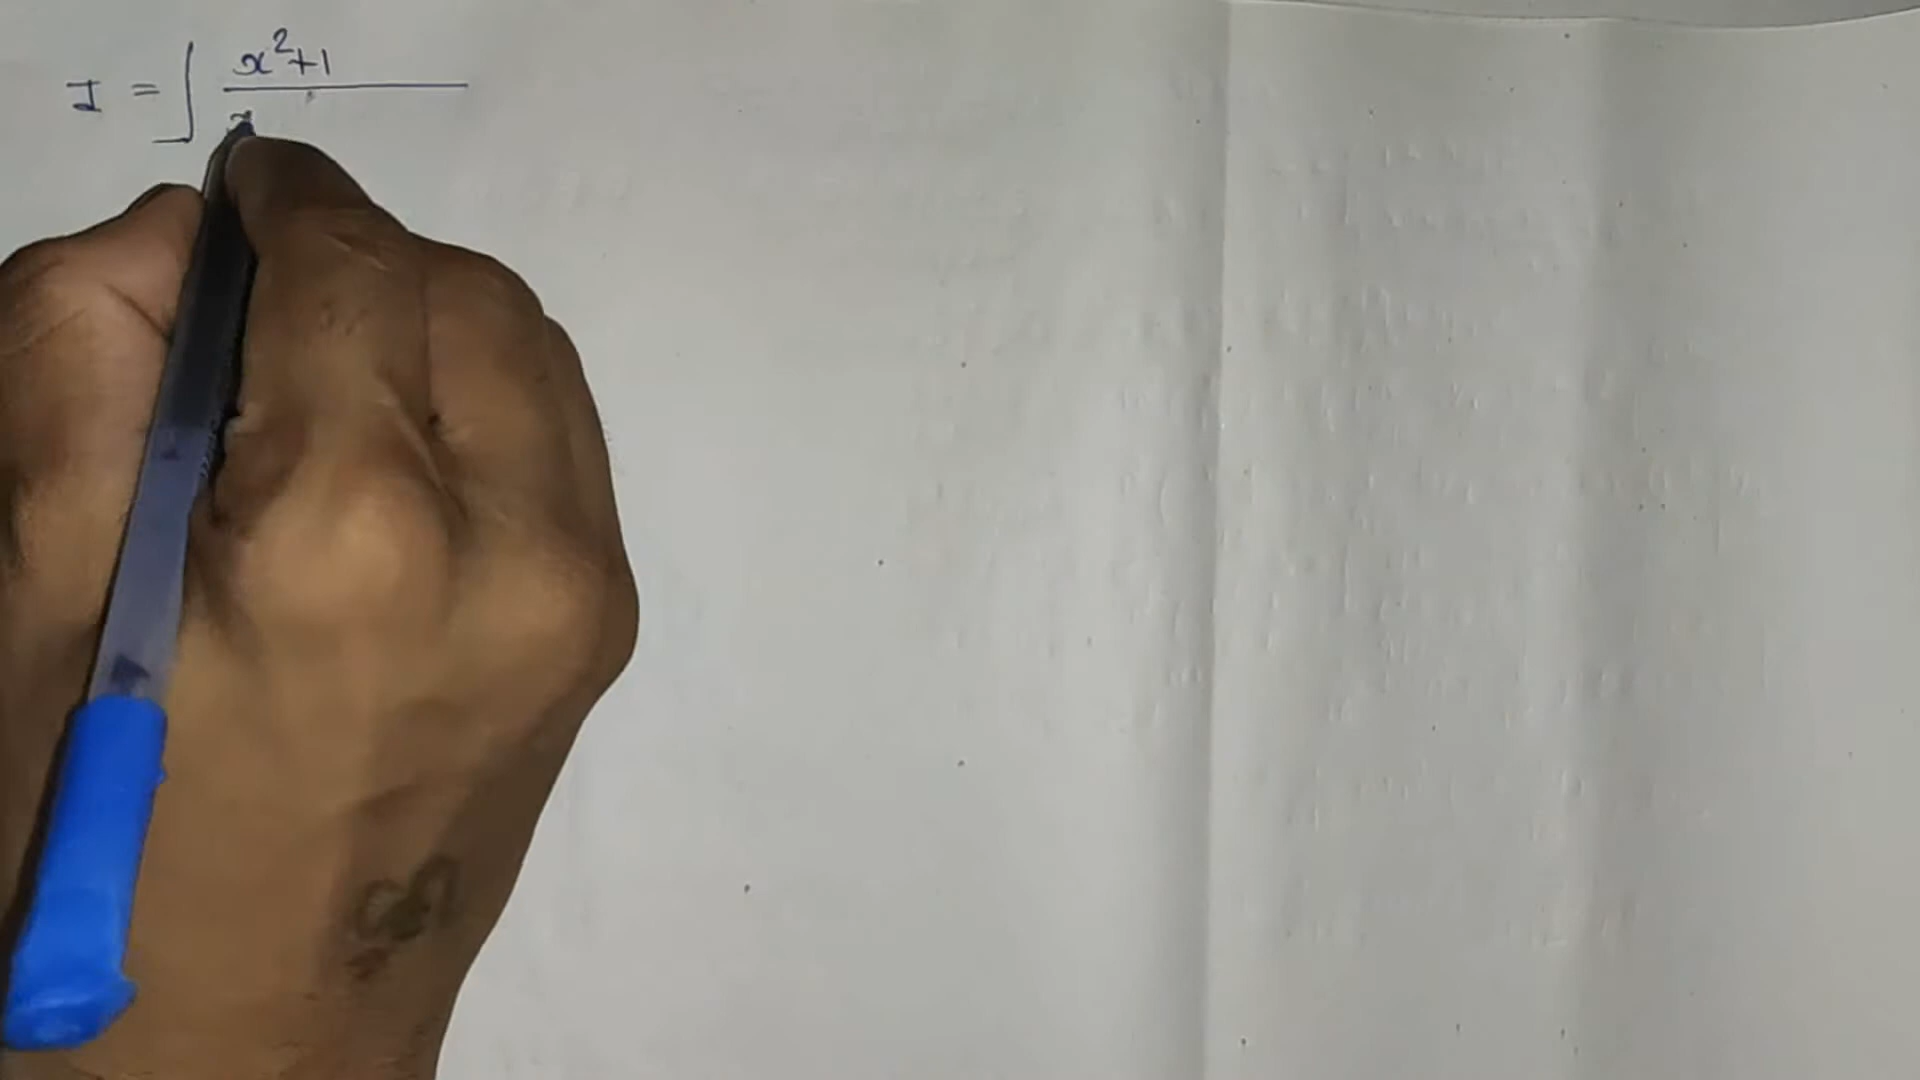 I = ∫ x²+1 / x